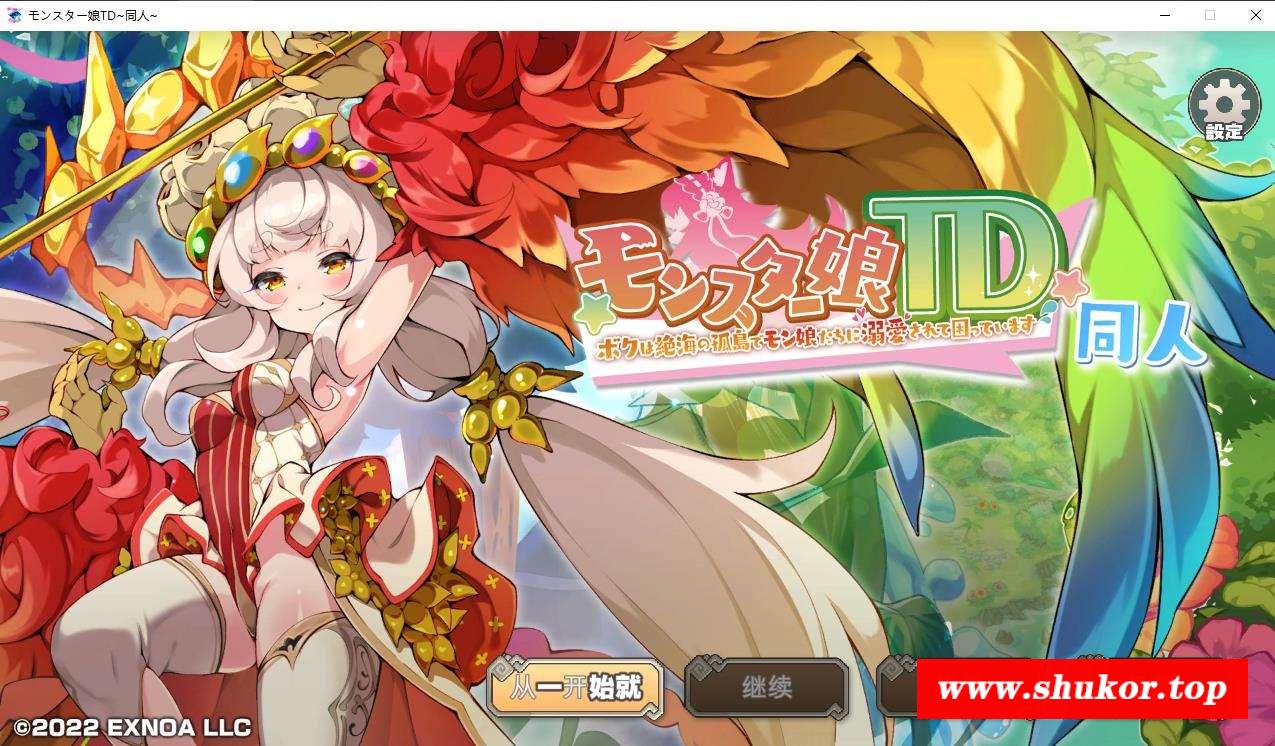 モンスター娘TD~同人~
設定
モンスター娘TD
ボクは絶海の孤島でモン娘たちに溺愛されて困っています
同人
从一开始就
继续
www.shukor.top
©2022 EXNOA LLC